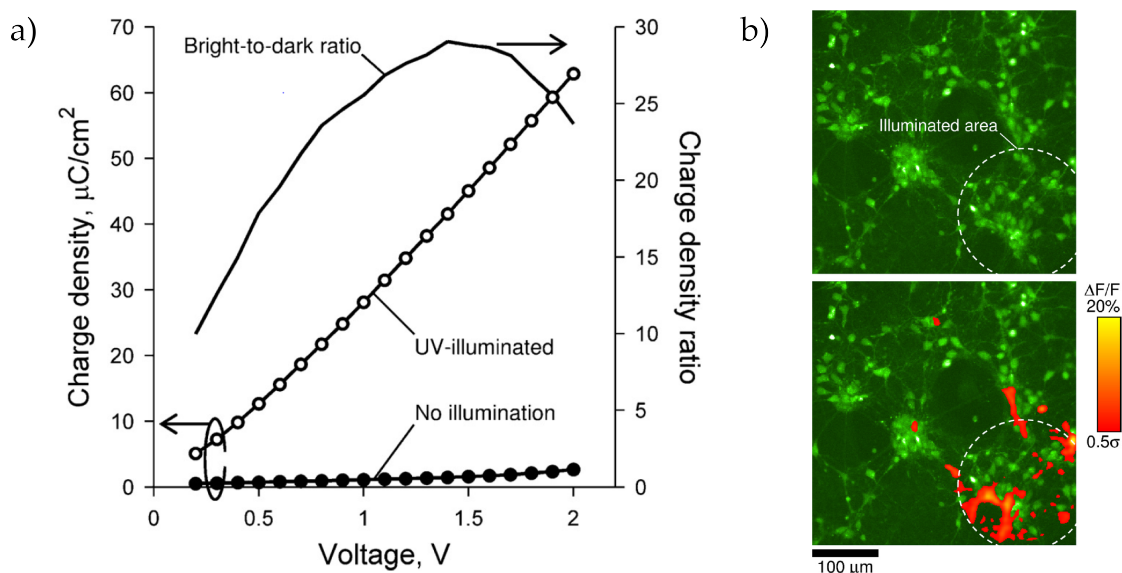 a)
70
60
50
40
30
20
10
0
Charge density, μC/cm²
0
0.5
1
1.5
2
Voltage, V
30
25
20
15
10
5
0
Charge density ratio
Bright-to-dark ratio
UV-illuminated
No illumination
b)
Illuminated area
ΔF/F
20%
0.5σ
100 μm